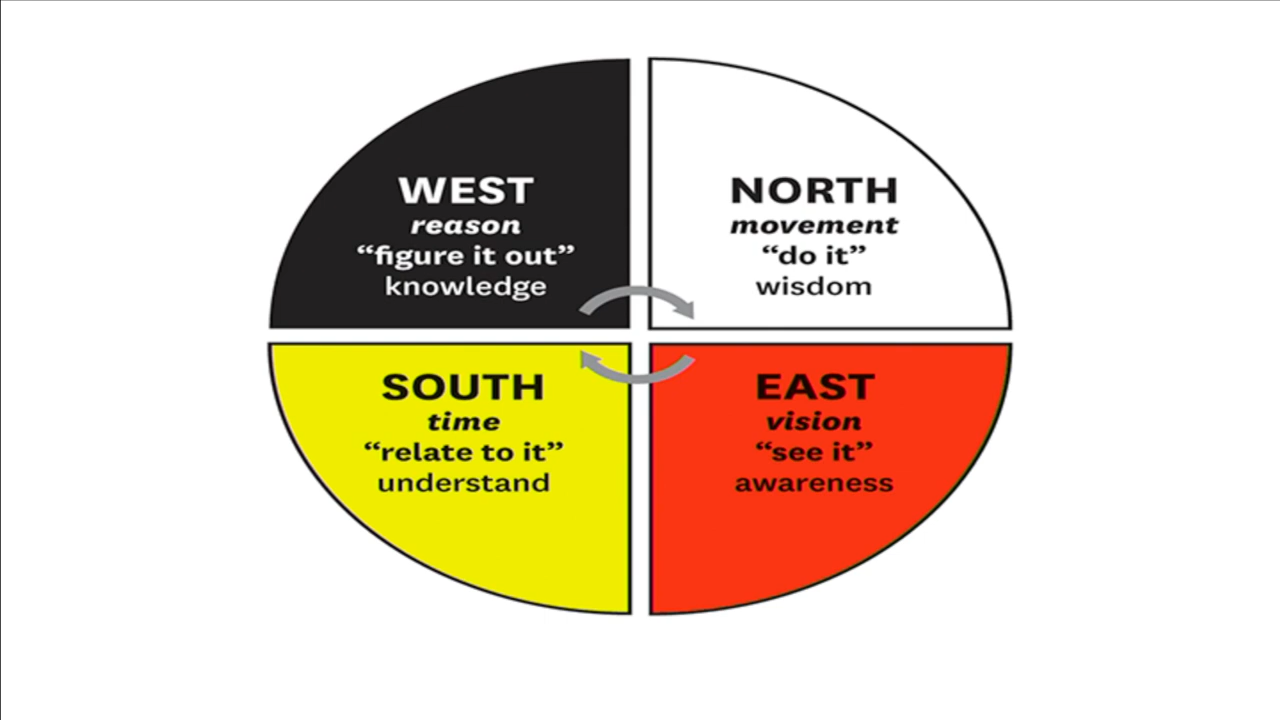 WEST
reason
“figure it out”
knowledge
NORTH
movement
“do it”
wisdom
SOUTH
time
“relate to it”
understand
EAST
vision
“see it”
awareness